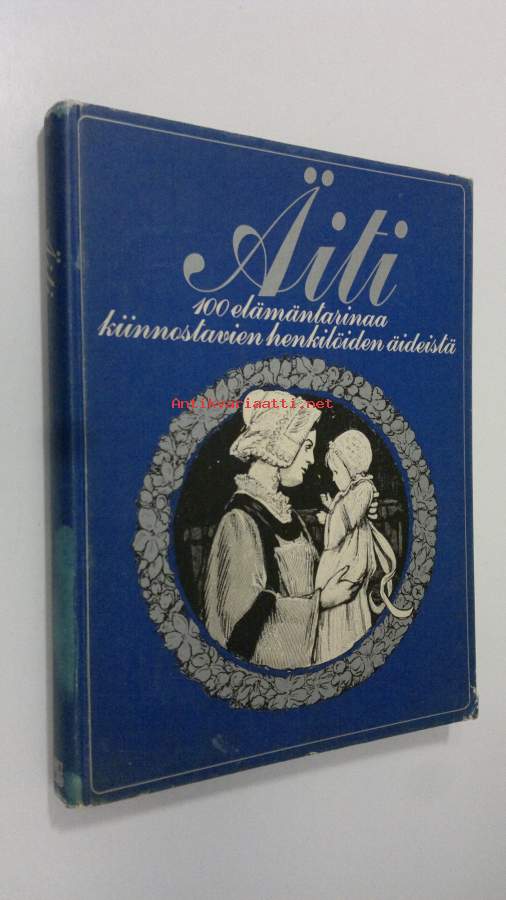 Äiti
100 elämäntarinaa
kiinnostavien henkilöiden äideistä
Antikvariaatti.net
Äiti